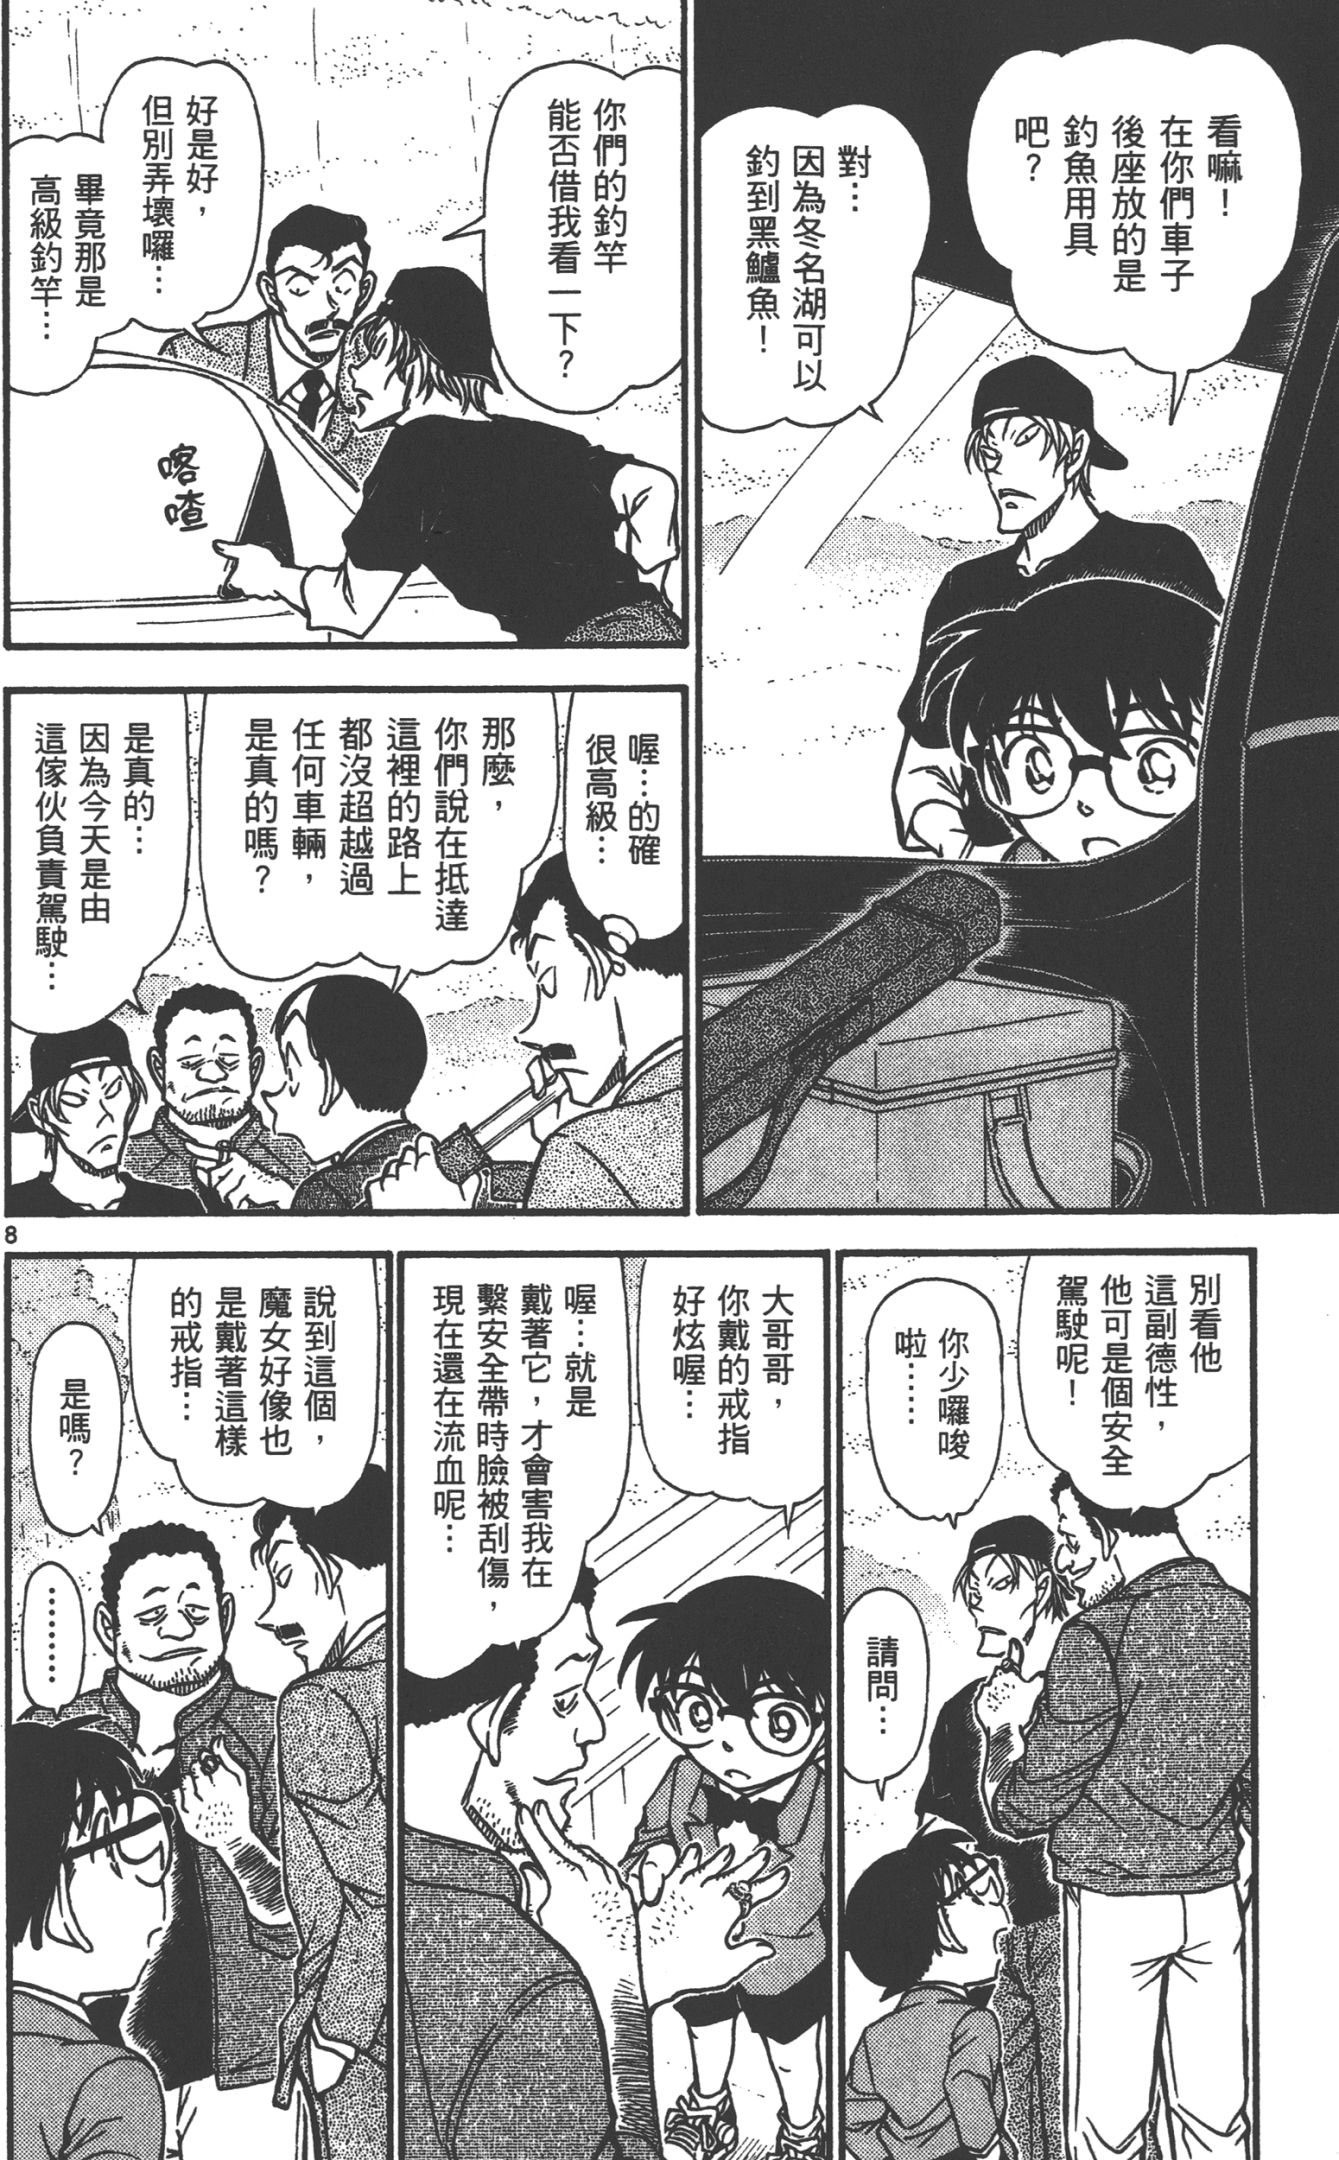 看嘛！
在你們車子
後座放的是
釣魚用具
吧？
對…
因為冬名湖可以
釣到黑鱸魚！
你們的釣竿
能否借我看一下？
好是好，
但別弄壞囉…
畢竟那是
高級釣竿…
喀
喳
喔…的確
很高級…
那麼，
你們說在抵達
這裡的路上
都沒超越過
任何車輛，
是真的嗎？
是真的…
因為今天是由
這傢伙負責駕駛…
8
別看他
這副德性，
他可是個安全
駕駛呢！
你少囉唆
啦……
請問…
大哥哥，
你戴的戒指
好炫喔…
喔…就是
戴著它，才會害我在
繫安全帶時臉被刮傷，
現在還在流血呢…
說到這個，
魔女好像也
是戴著這樣
的戒指…
是嗎？
………